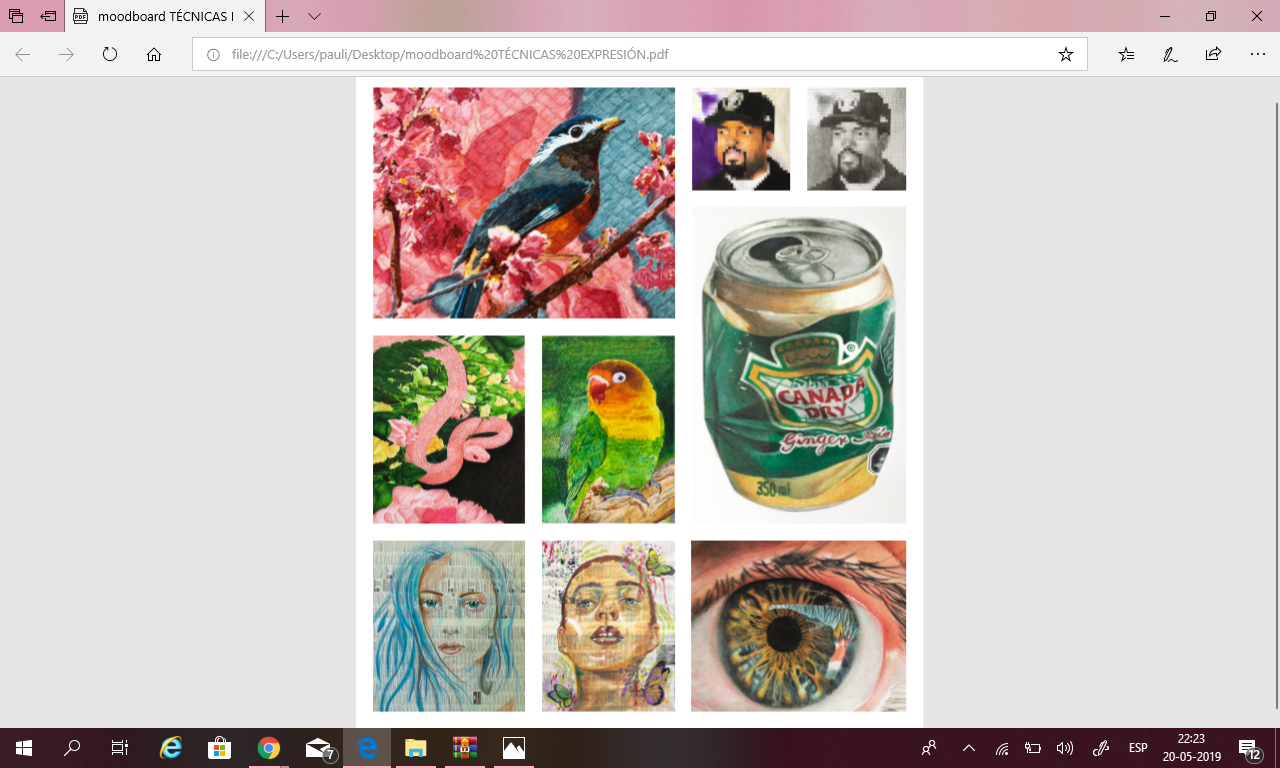 moodboard TÉCNICAS I
file:///C:/Users/pauli/Desktop/moodboard%20TÉCNICAS%20EXPRESIÓN.pdf
CANADA
DRY
Ginger Ale
350 ml
7
ESP
22:23
20-05-2019
12